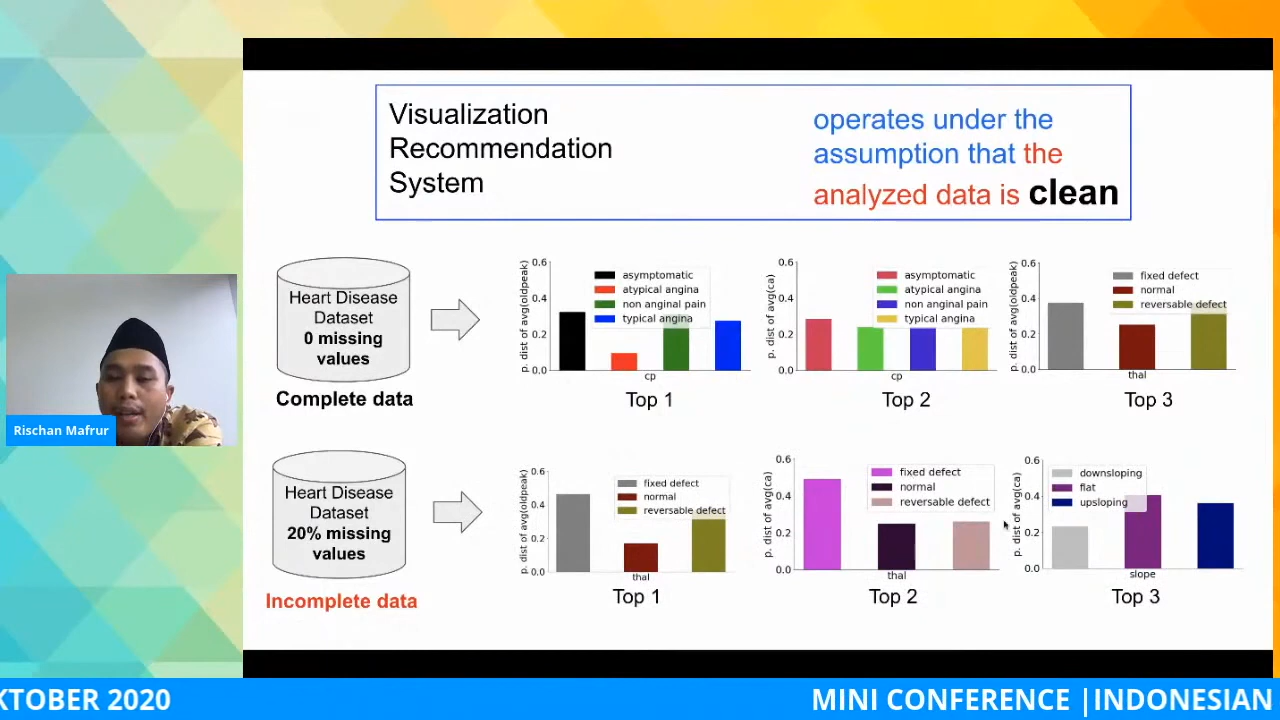 Visualization
Recommendation
System
operates under the
assumption that the
analyzed data is clean
Heart Disease
Dataset
0 missing
values
Complete data
p. dist of avg(oldpeak)
0.6
0.4
0.2
0.0
asymptomatic
atypical angina
non anginal pain
typical angina
cp
Top 1
p. dist of avg(ca)
0.6
0.4
0.2
0.0
asymptomatic
atypical angina
non anginal pain
typical angina
cp
Top 2
p. dist of avg(oldpeak)
0.6
0.4
0.2
0.0
fixed defect
normal
reversable defect
thal
Top 3
Rischan Mafrur
Heart Disease
Dataset
20% missing
values
Incomplete data
p. dist of avg(oldpeak)
0.6
0.4
0.2
0.0
fixed defect
normal
reversable defect
thal
Top 1
p. dist of avg(ca)
0.6
0.4
0.2
0.0
fixed defect
normal
reversable defect
thal
Top 2
p. dist of avg(ca)
0.6
0.4
0.2
0.0
downsloping
flat
upsloping
slope
Top 3
KTOBER 2020
MINI CONFERENCE |INDONESIAN